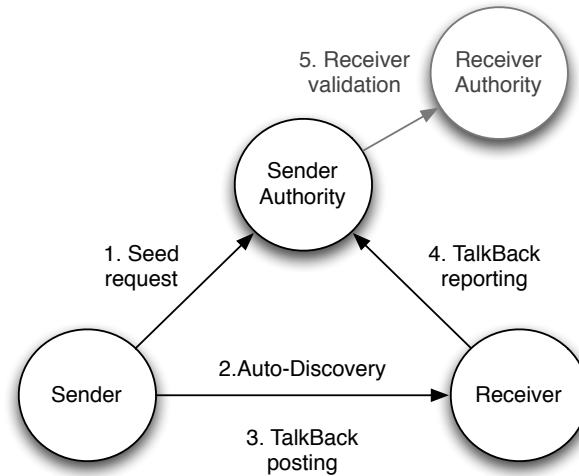 5. Receiver
validation
Receiver
Authority
Sender
Authority
1. Seed
request
4. TalkBack
reporting
Sender
2.Auto-Discovery
Receiver
3. TalkBack
posting